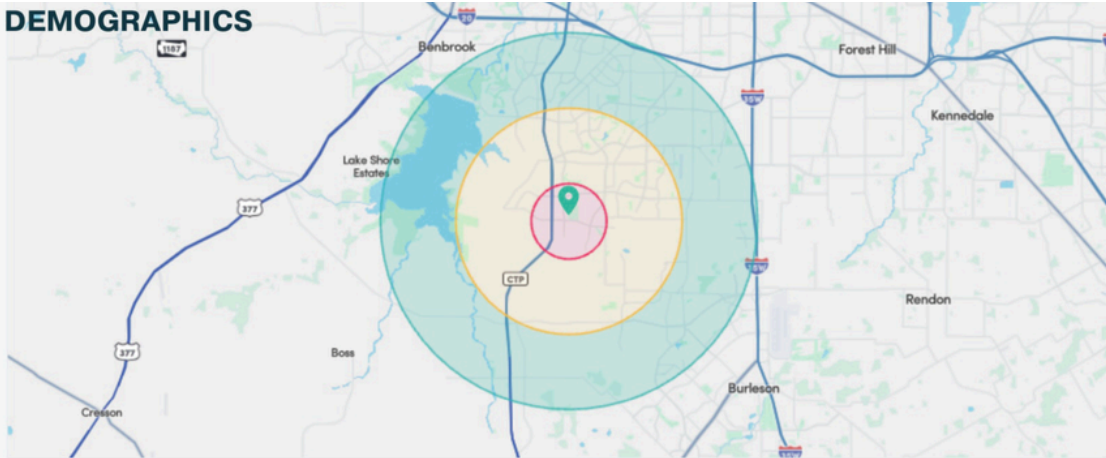 DEMOGRAPHICS
20
1187
Benbrook
Forest Hill
35W
Kennedale
Lake Shore
Estates
377
CTP
35W
Rendon
377
Boss
Burleson
Cresson
35W